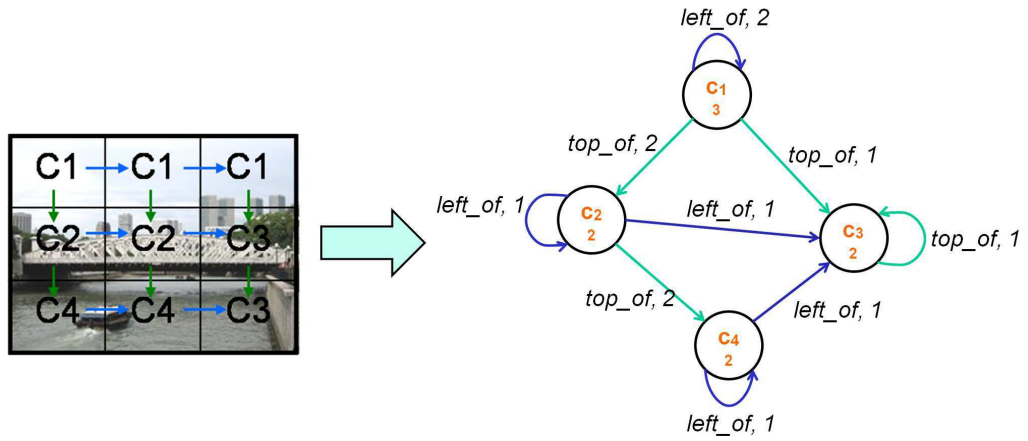 C1 C1 C1
C2 C2 C3
C4 C4 C3
left_of, 2
c1
3
top_of, 2
top_of, 1
left_of, 1
c2
2
left_of, 1
c3
2
top_of, 1
top_of, 2
left_of, 1
c4
2
left_of, 1